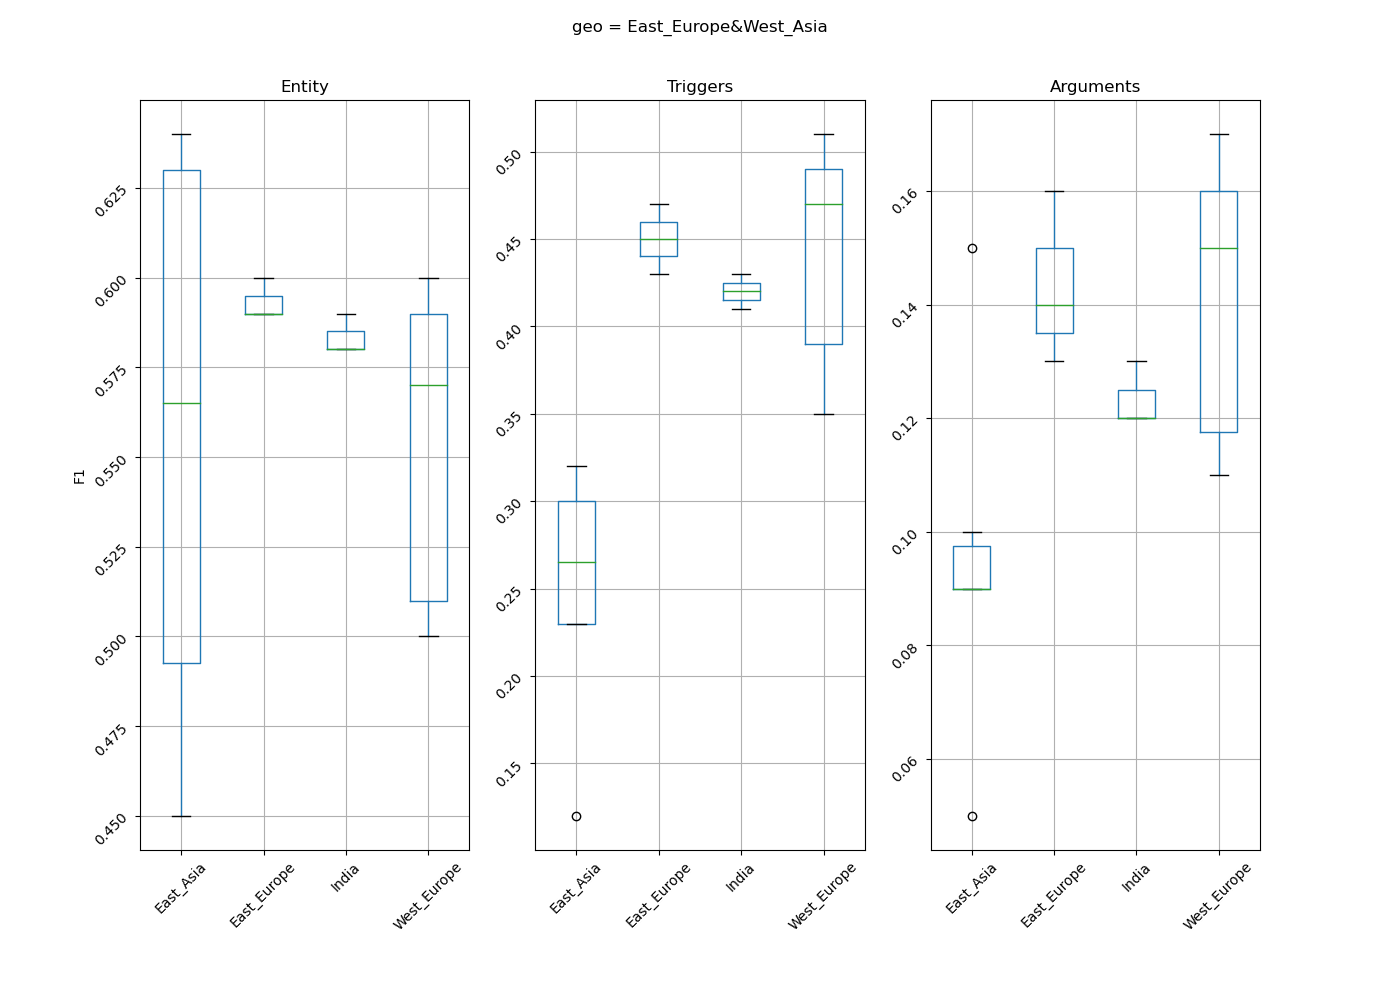 geo = East_Europe&West_Asia
Entity
F1
0.625
0.600
0.575
0.550
0.525
0.500
0.475
0.450
East_Asia
East_Europe
India
West_Europe
Triggers
0.50
0.45
0.40
0.35
0.30
0.25
0.20
0.15
East_Asia
East_Europe
India
West_Europe
Arguments
0.16
0.14
0.12
0.10
0.08
0.06
East_Asia
East_Europe
India
West_Europe